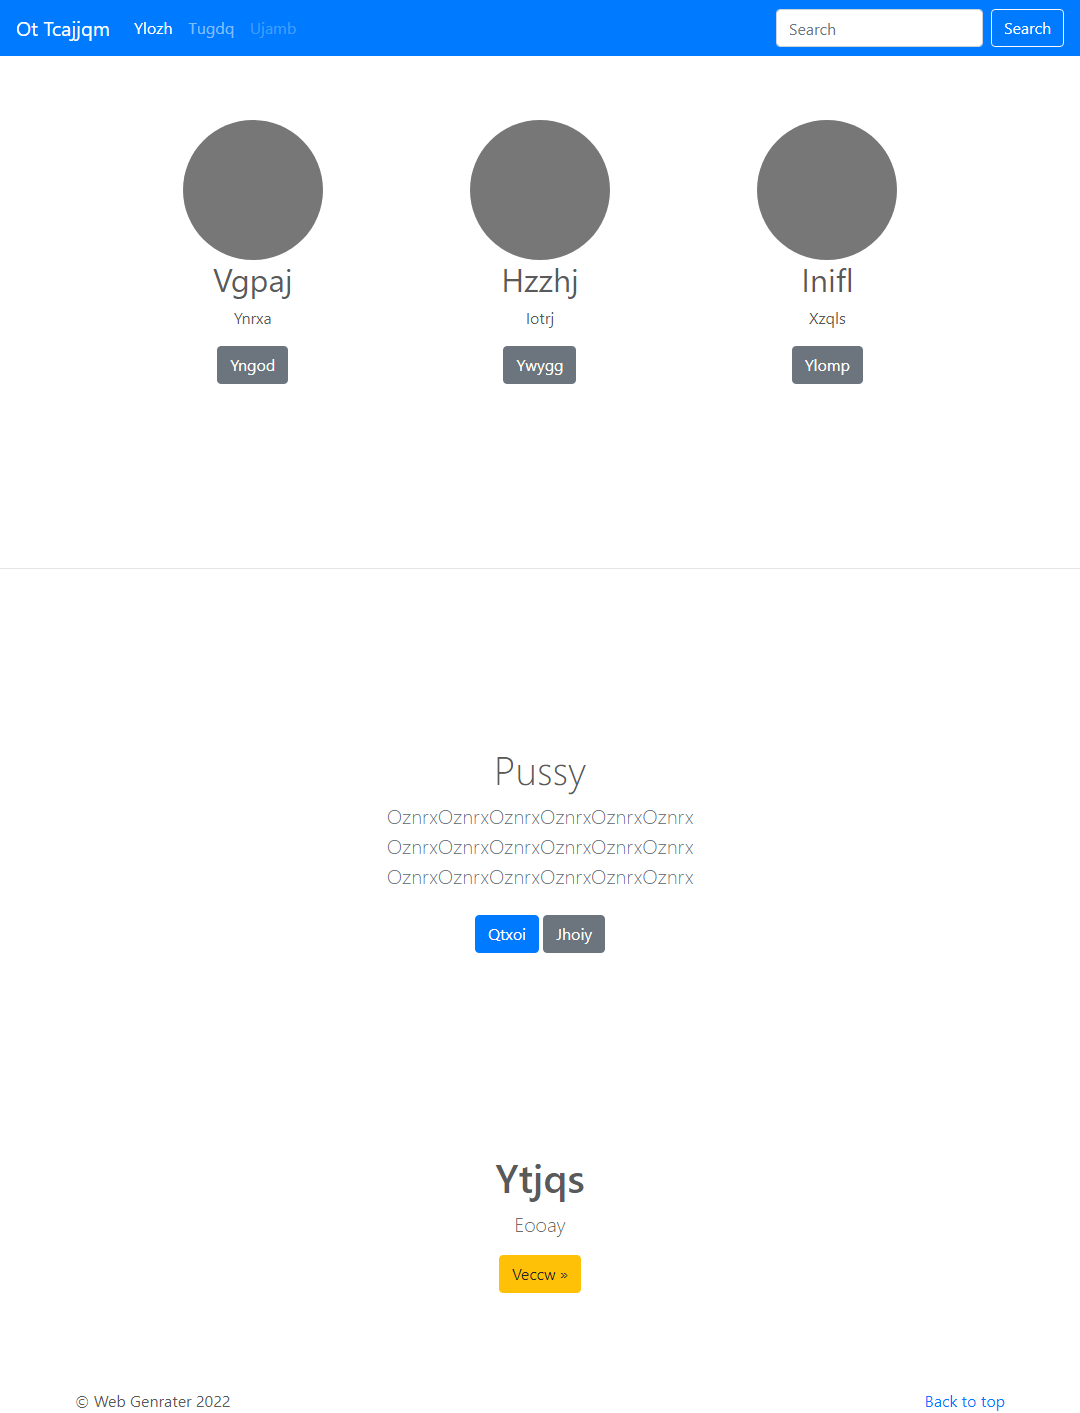 Ot Tcajjqm Ylozh Tugdq Ujamb Search Search
Vgpaj Hzzhj Inifl
Ynrxa Iotrj Xzqls
Yngod Ywygg Ylomp
Pussy
OznrxOznrxOznrxOznrxOznrxOznrx
OznrxOznrxOznrxOznrxOznrxOznrx
OznrxOznrxOznrxOznrxOznrxOznrx
Qtxoi Jhoiy
Ytjqs
Eooay
Veccw »
© Web Genrater 2022 Back to top